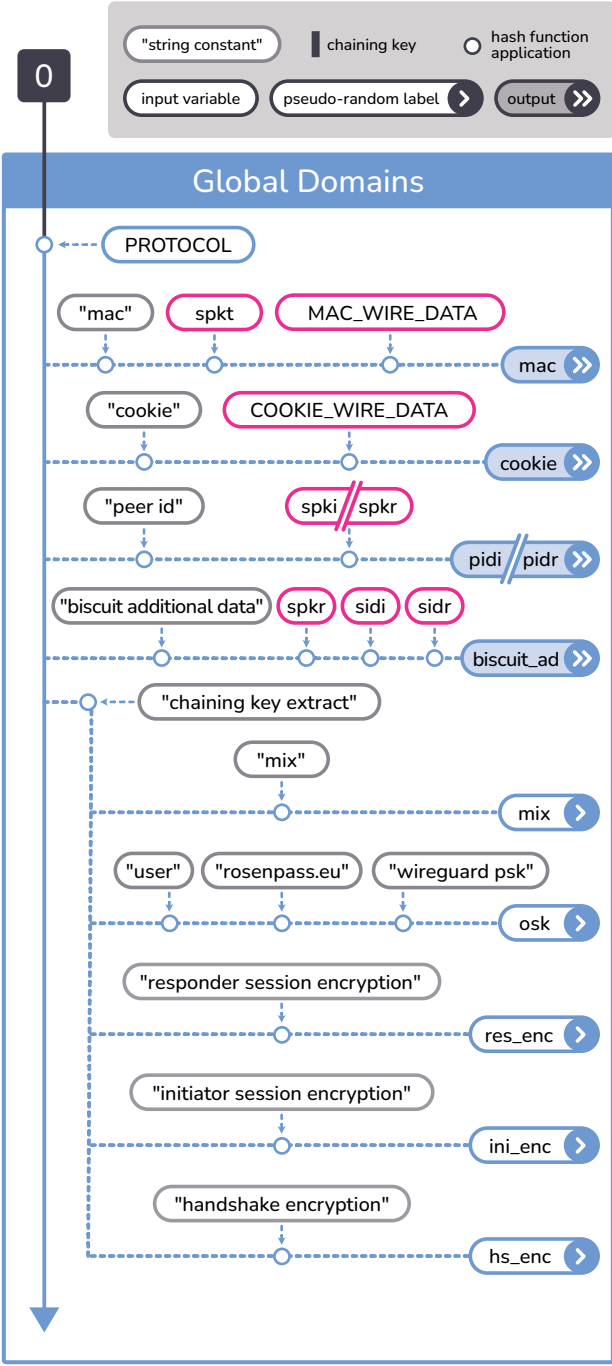 0
"string constant"
chaining key
hash function
application
input variable
pseudo-random label
output
Global Domains
PROTOCOL
"mac"
spkt
MAC_WIRE_DATA
mac
"cookie"
COOKIE_WIRE_DATA
cookie
"peer id"
spki // spkr
pidi // pidr
"biscuit additional data"
spkr
sidi
sidr
biscuit_ad
"chaining key extract"
"mix"
mix
"user"
"rosenpass.eu"
"wireguard psk"
osk
"responder session encryption"
res_enc
"initiator session encryption"
ini_enc
"handshake encryption"
hs_enc